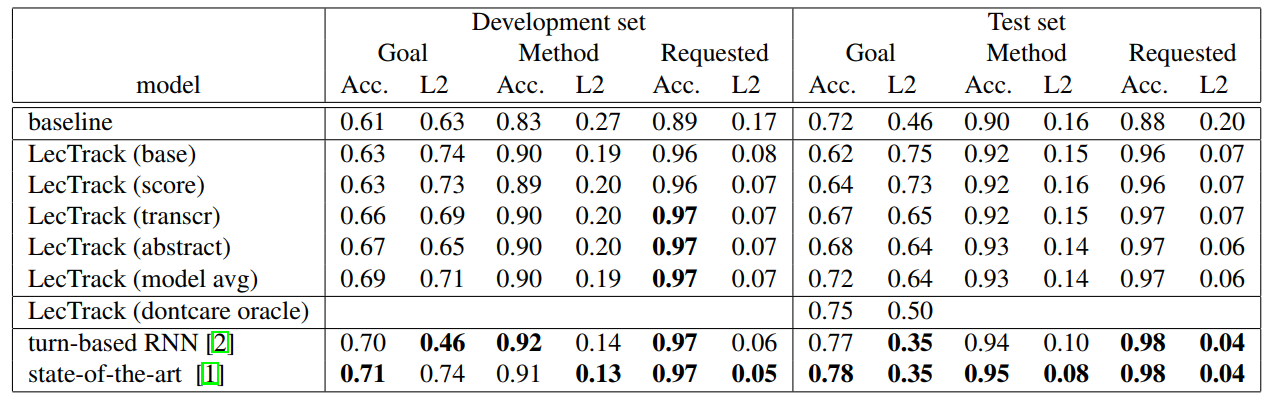 Development set Test set
Goal Method Requested Goal Method Requested
model Acc. L2 Acc. L2 Acc. L2 Acc. L2 Acc. L2 Acc. L2
baseline 0.61 0.63 0.83 0.27 0.89 0.17 0.72 0.46 0.90 0.16 0.88 0.20
LecTrack (base) 0.63 0.74 0.90 0.19 0.96 0.08 0.62 0.75 0.92 0.15 0.96 0.07
LecTrack (score) 0.63 0.73 0.89 0.20 0.96 0.07 0.64 0.73 0.92 0.16 0.96 0.07
LecTrack (transcr) 0.66 0.69 0.90 0.20 0.97 0.07 0.67 0.65 0.92 0.15 0.97 0.07
LecTrack (abstract) 0.67 0.65 0.90 0.20 0.97 0.07 0.68 0.64 0.93 0.14 0.97 0.06
LecTrack (model avg) 0.69 0.71 0.90 0.19 0.97 0.07 0.72 0.64 0.93 0.14 0.97 0.06
LecTrack (dontcare oracle) 0.75 0.50
turn-based RNN [2] 0.70 0.46 0.92 0.14 0.97 0.06 0.77 0.35 0.94 0.10 0.98 0.04
state-of-the-art [1] 0.71 0.74 0.91 0.13 0.97 0.05 0.78 0.35 0.95 0.08 0.98 0.04